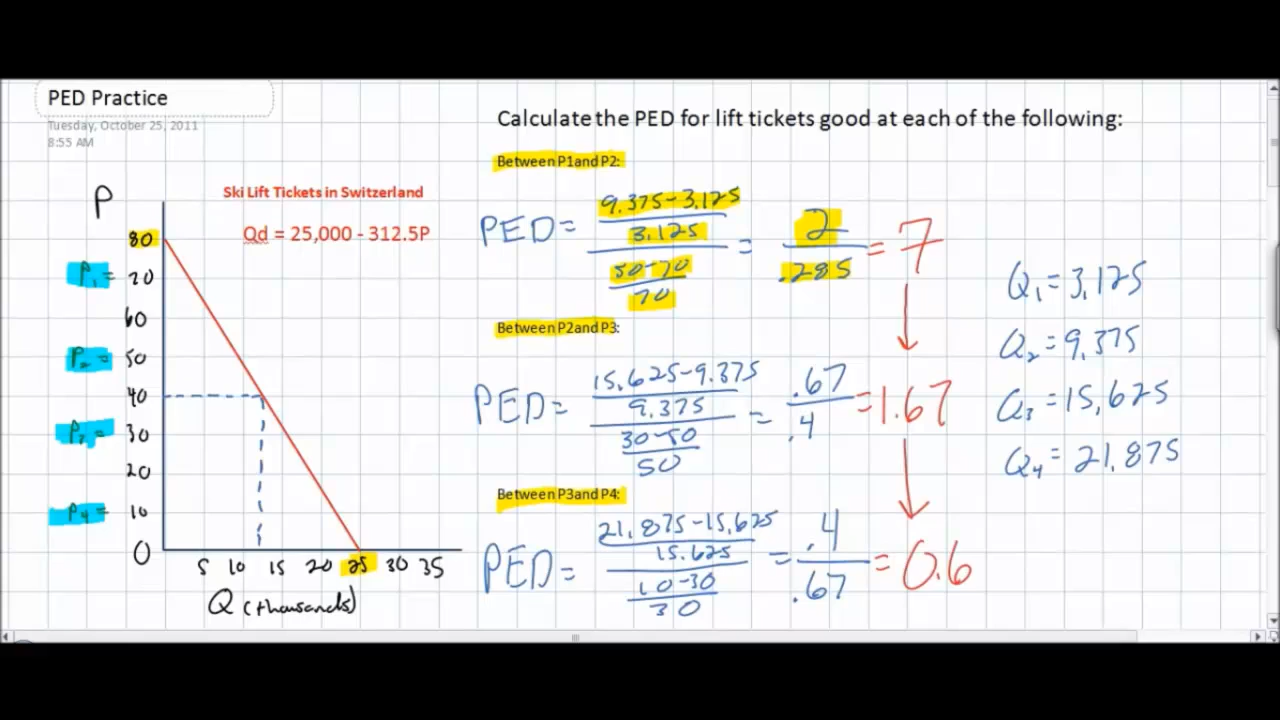 PED Practice
Tuesday, October 25, 2011
8:55 AM
Calculate the PED for lift tickets good at each of the following:
Ski Lift Tickets in Switzerland
Qd = 25,000 - 312.5P
P
80
P1 = 70
60
P2 = 50
40
P3 = 30
20
P4 = 10
0
5 10 15 20 25 30 35
Q (thousands)
Between P1and P2:
PED = 9.375-3.125 / 3.125 / 50-70 / 70 = 2 / .285 = 7
Between P2and P3:
PED = 15.625-9.375 / 9.375 / 30-50 / 50 = .67 / .4 = 1.67
Between P3and P4:
PED = 21.875-15.625 / 15.625 / 10-30 / 30 = .4 / .67 = 0.6
Q1 = 3.125
Q2 = 9.375
Q3 = 15,625
Q4 = 21.875